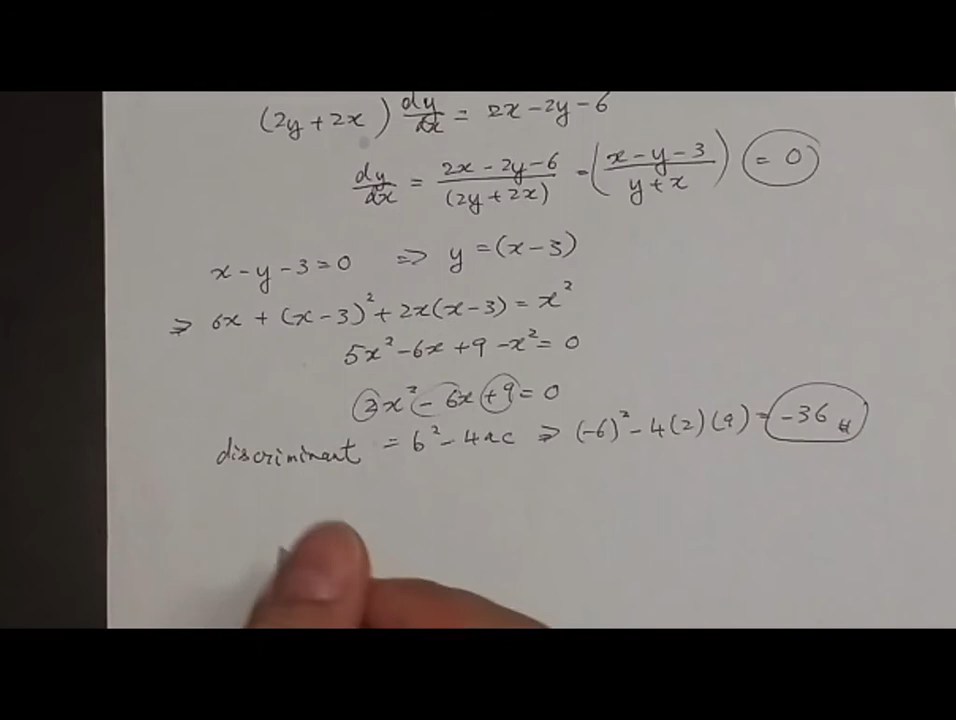 (2y + 2x) dy/dx = 2x - 2y - 6
dy/dx = (2x - 2y - 6)/(2y + 2x) = ((x - y - 3)/(y + x)) = 0
x - y - 3 = 0 => y = (x - 3)
=> 6x + (x - 3)² + 2x(x - 3) = x²
5x² - 6x + 9 - x² = 0
2x² - 6x + 9 = 0
discriminant = b² - 4ac => (-6)² - 4(2)(9) = -36